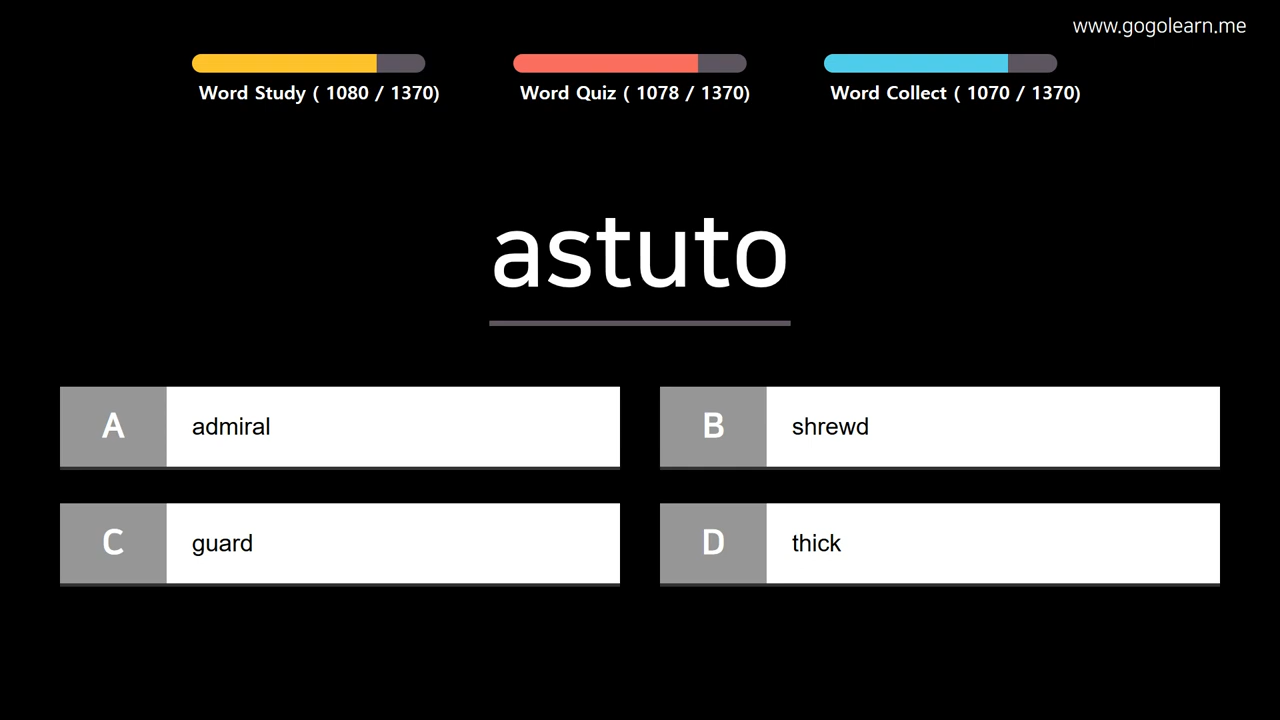 www.gogolearn.me
Word Study ( 1080 / 1370)
Word Quiz ( 1078 / 1370)
Word Collect ( 1070 / 1370)
astuto
A admiral
B shrewd
C guard
D thick